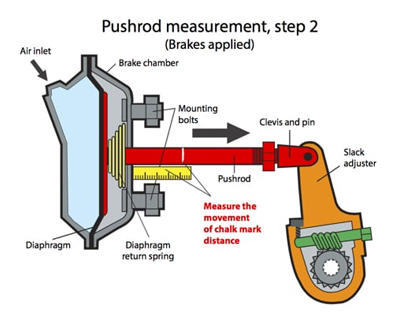 Pushrod measurement, step 2
(Brakes applied)
Air inlet
Brake chamber
Mounting
bolts
Clevis and pin
Slack
adjuster
Pushrod
Measure the
movement
of chalk mark
distance
Diaphragm
Diaphragm
return spring